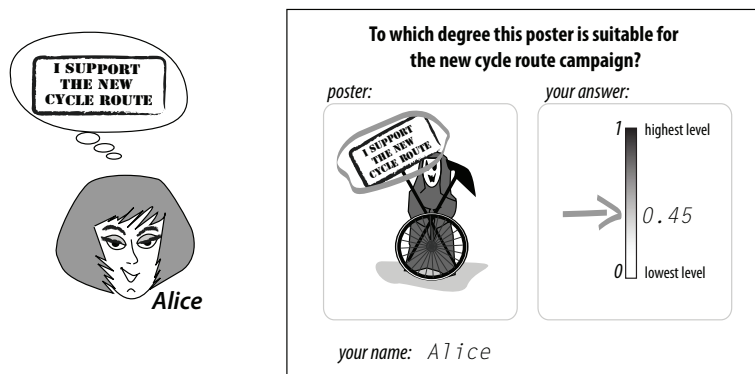 I SUPPORT
THE NEW
CYCLE ROUTE
Alice
To which degree this poster is suitable for
the new cycle route campaign?
poster:
I SUPPORT
THE NEW
CYCLE ROUTE
your answer:
1 highest level
0.45
0 lowest level
your name: Alice